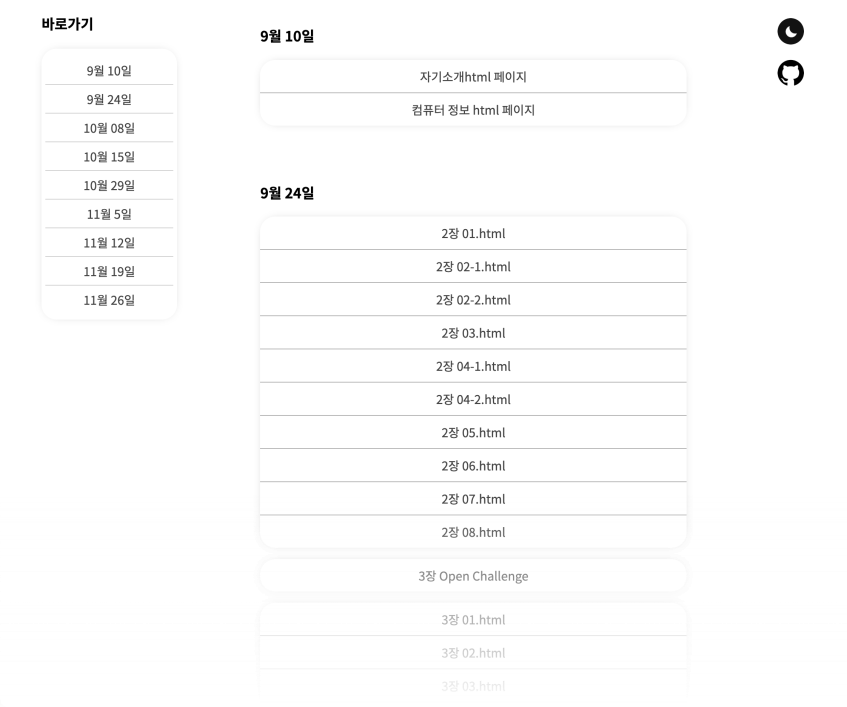 바로가기
9월 10일
9월 24일
10월 08일
10월 15일
10월 29일
11월 5일
11월 12일
11월 19일
11월 26일
9월 10일
자기소개html 페이지
컴퓨터 정보 html 페이지
9월 24일
2장 01.html
2장 02-1.html
2장 02-2.html
2장 03.html
2장 04-1.html
2장 04-2.html
2장 05.html
2장 06.html
2장 07.html
2장 08.html
3장 Open Challenge
3장 01.html
3장 02.html
3장 03.html